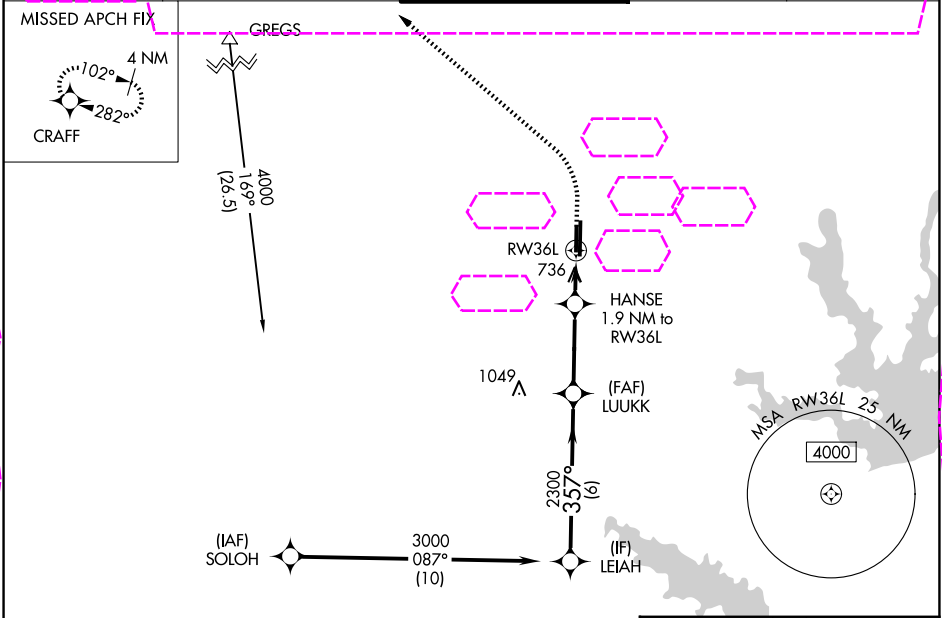 MISSED APCH FIX
4 NM
102°
282°
CRAFF
GREGS
4000
169°
(26.5)
RW36L
736
HANSE
1.9 NM to
RW36L
1049
(FAF)
LUUKK
2300
357°
(6)
(IAF)
SOLOH
3000
087°
(10)
(IF)
LEIAH
MSA RW36L 25 NM
4000